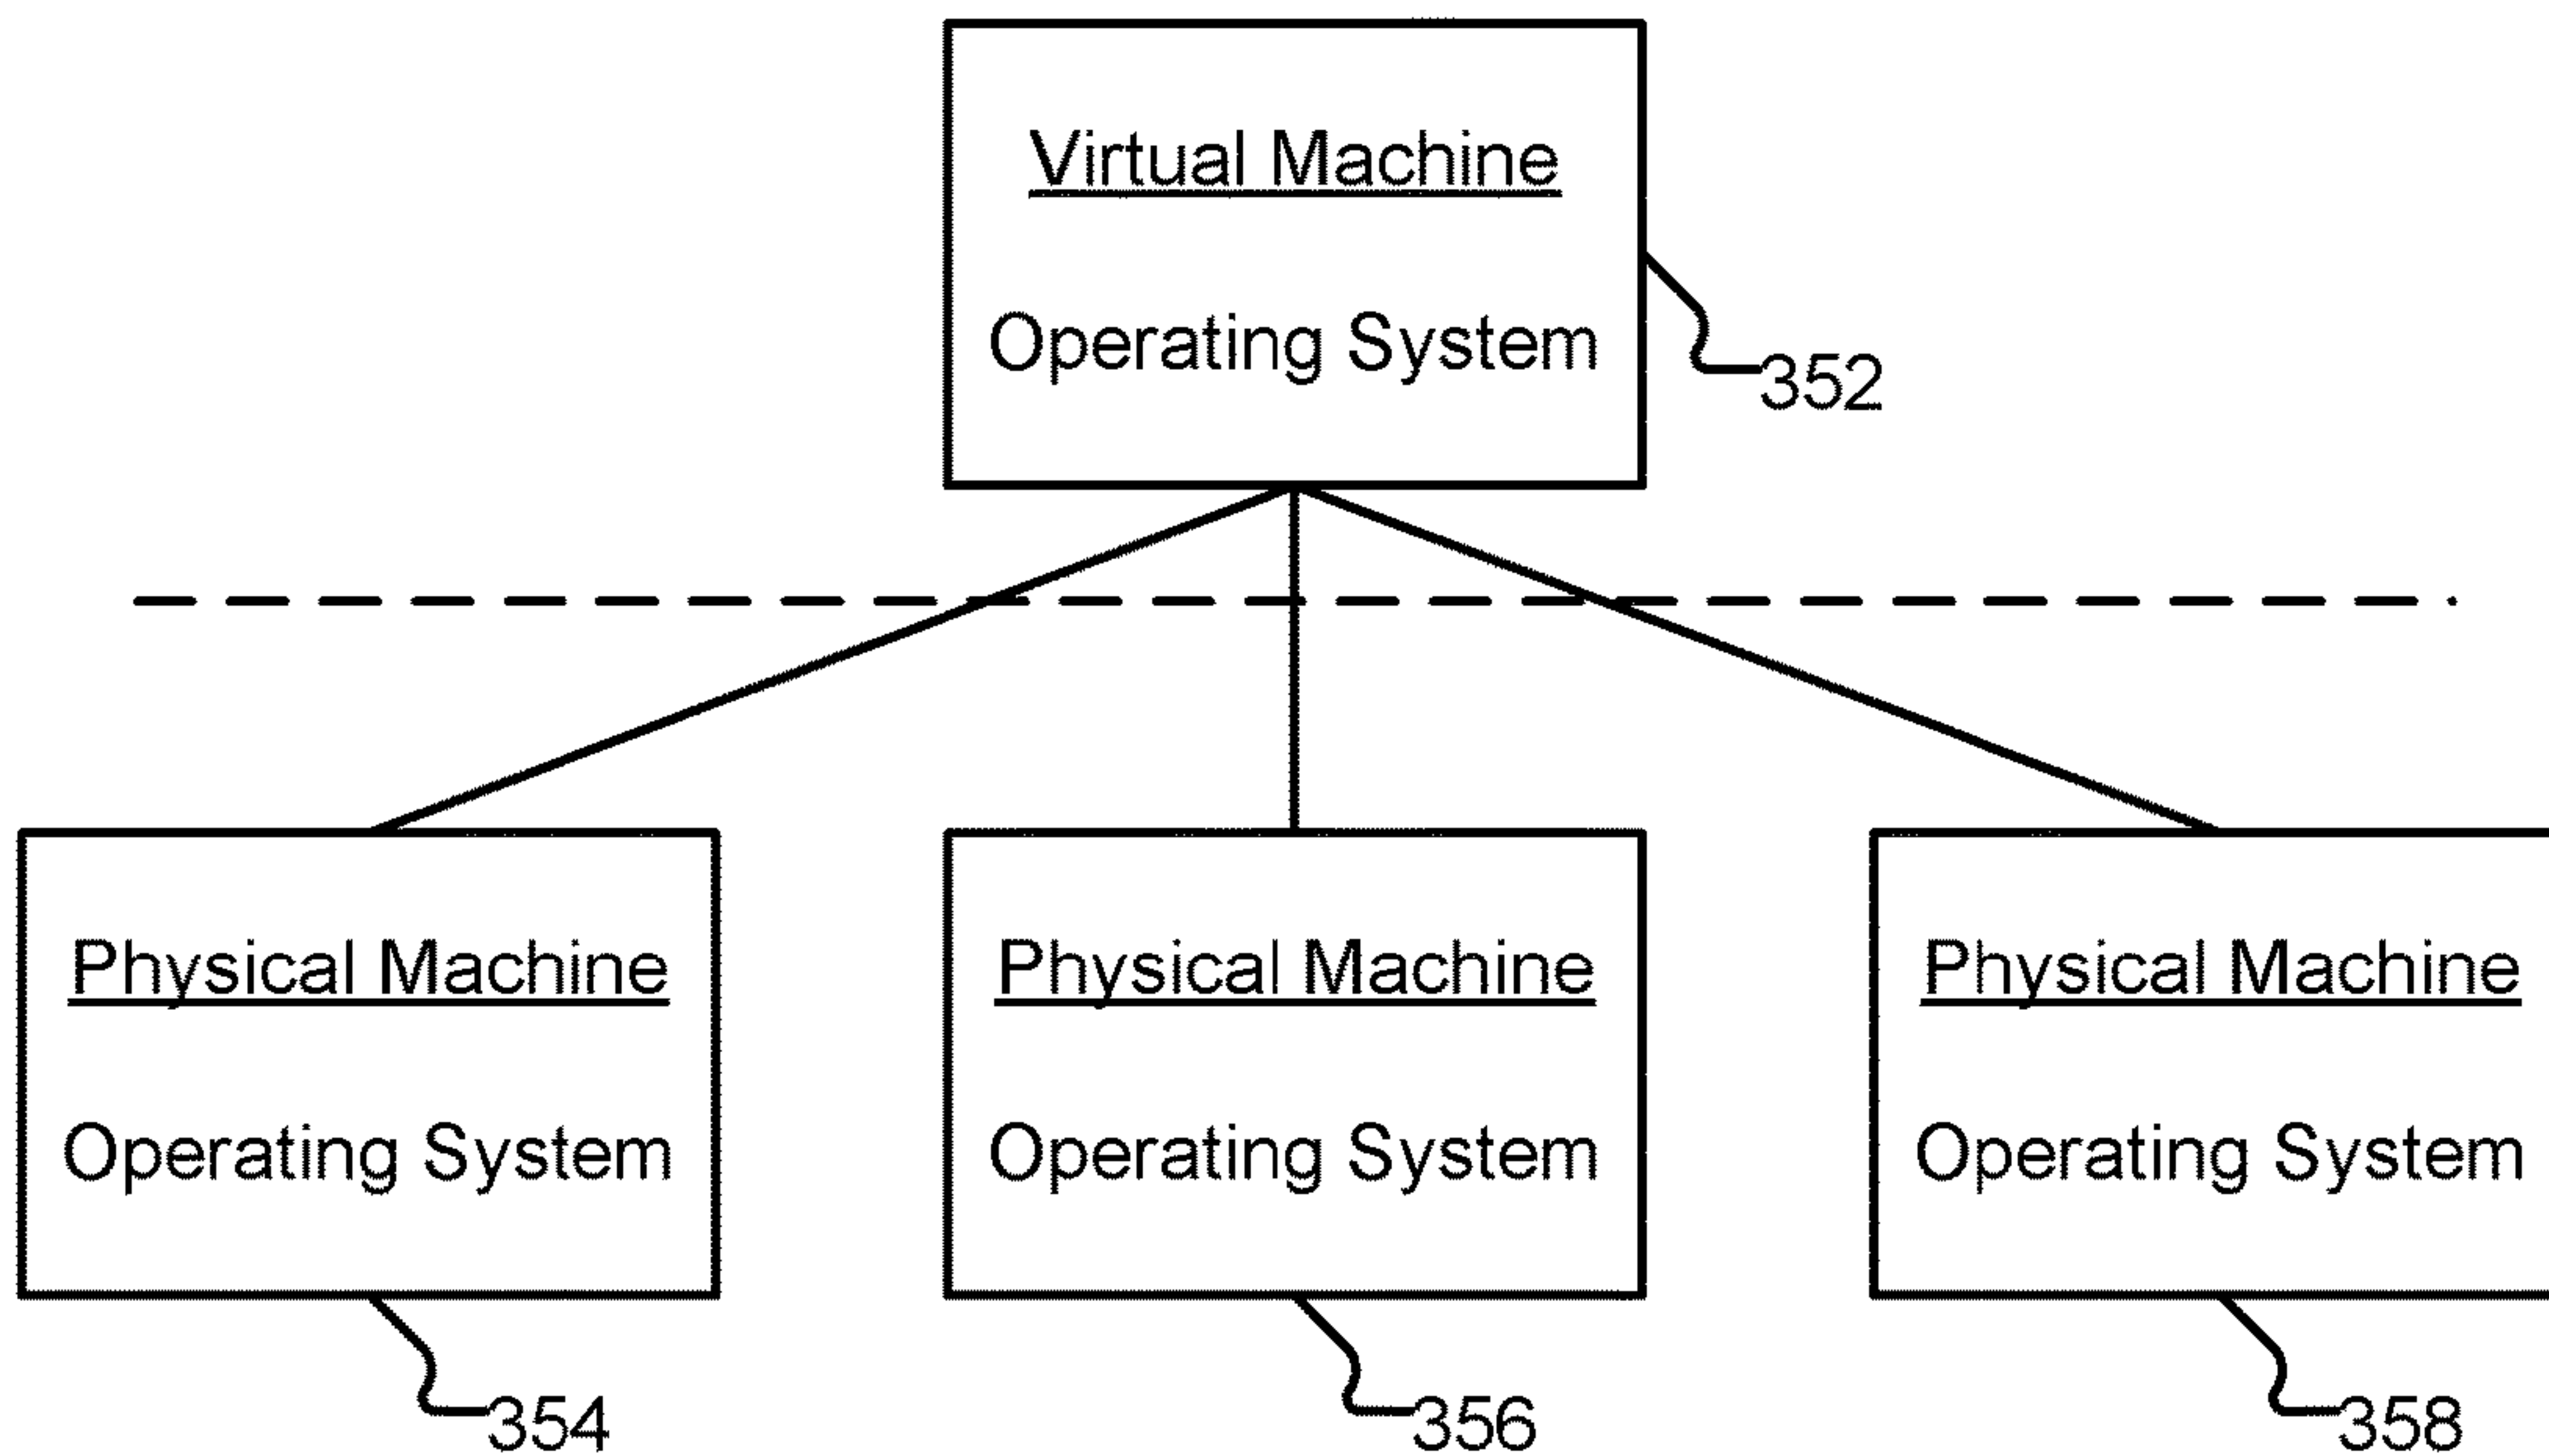 Virtual Machine
Operating System
352
Physical Machine
Operating System
354
Physical Machine
Operating System
356
Physical Machine
Operating System
358